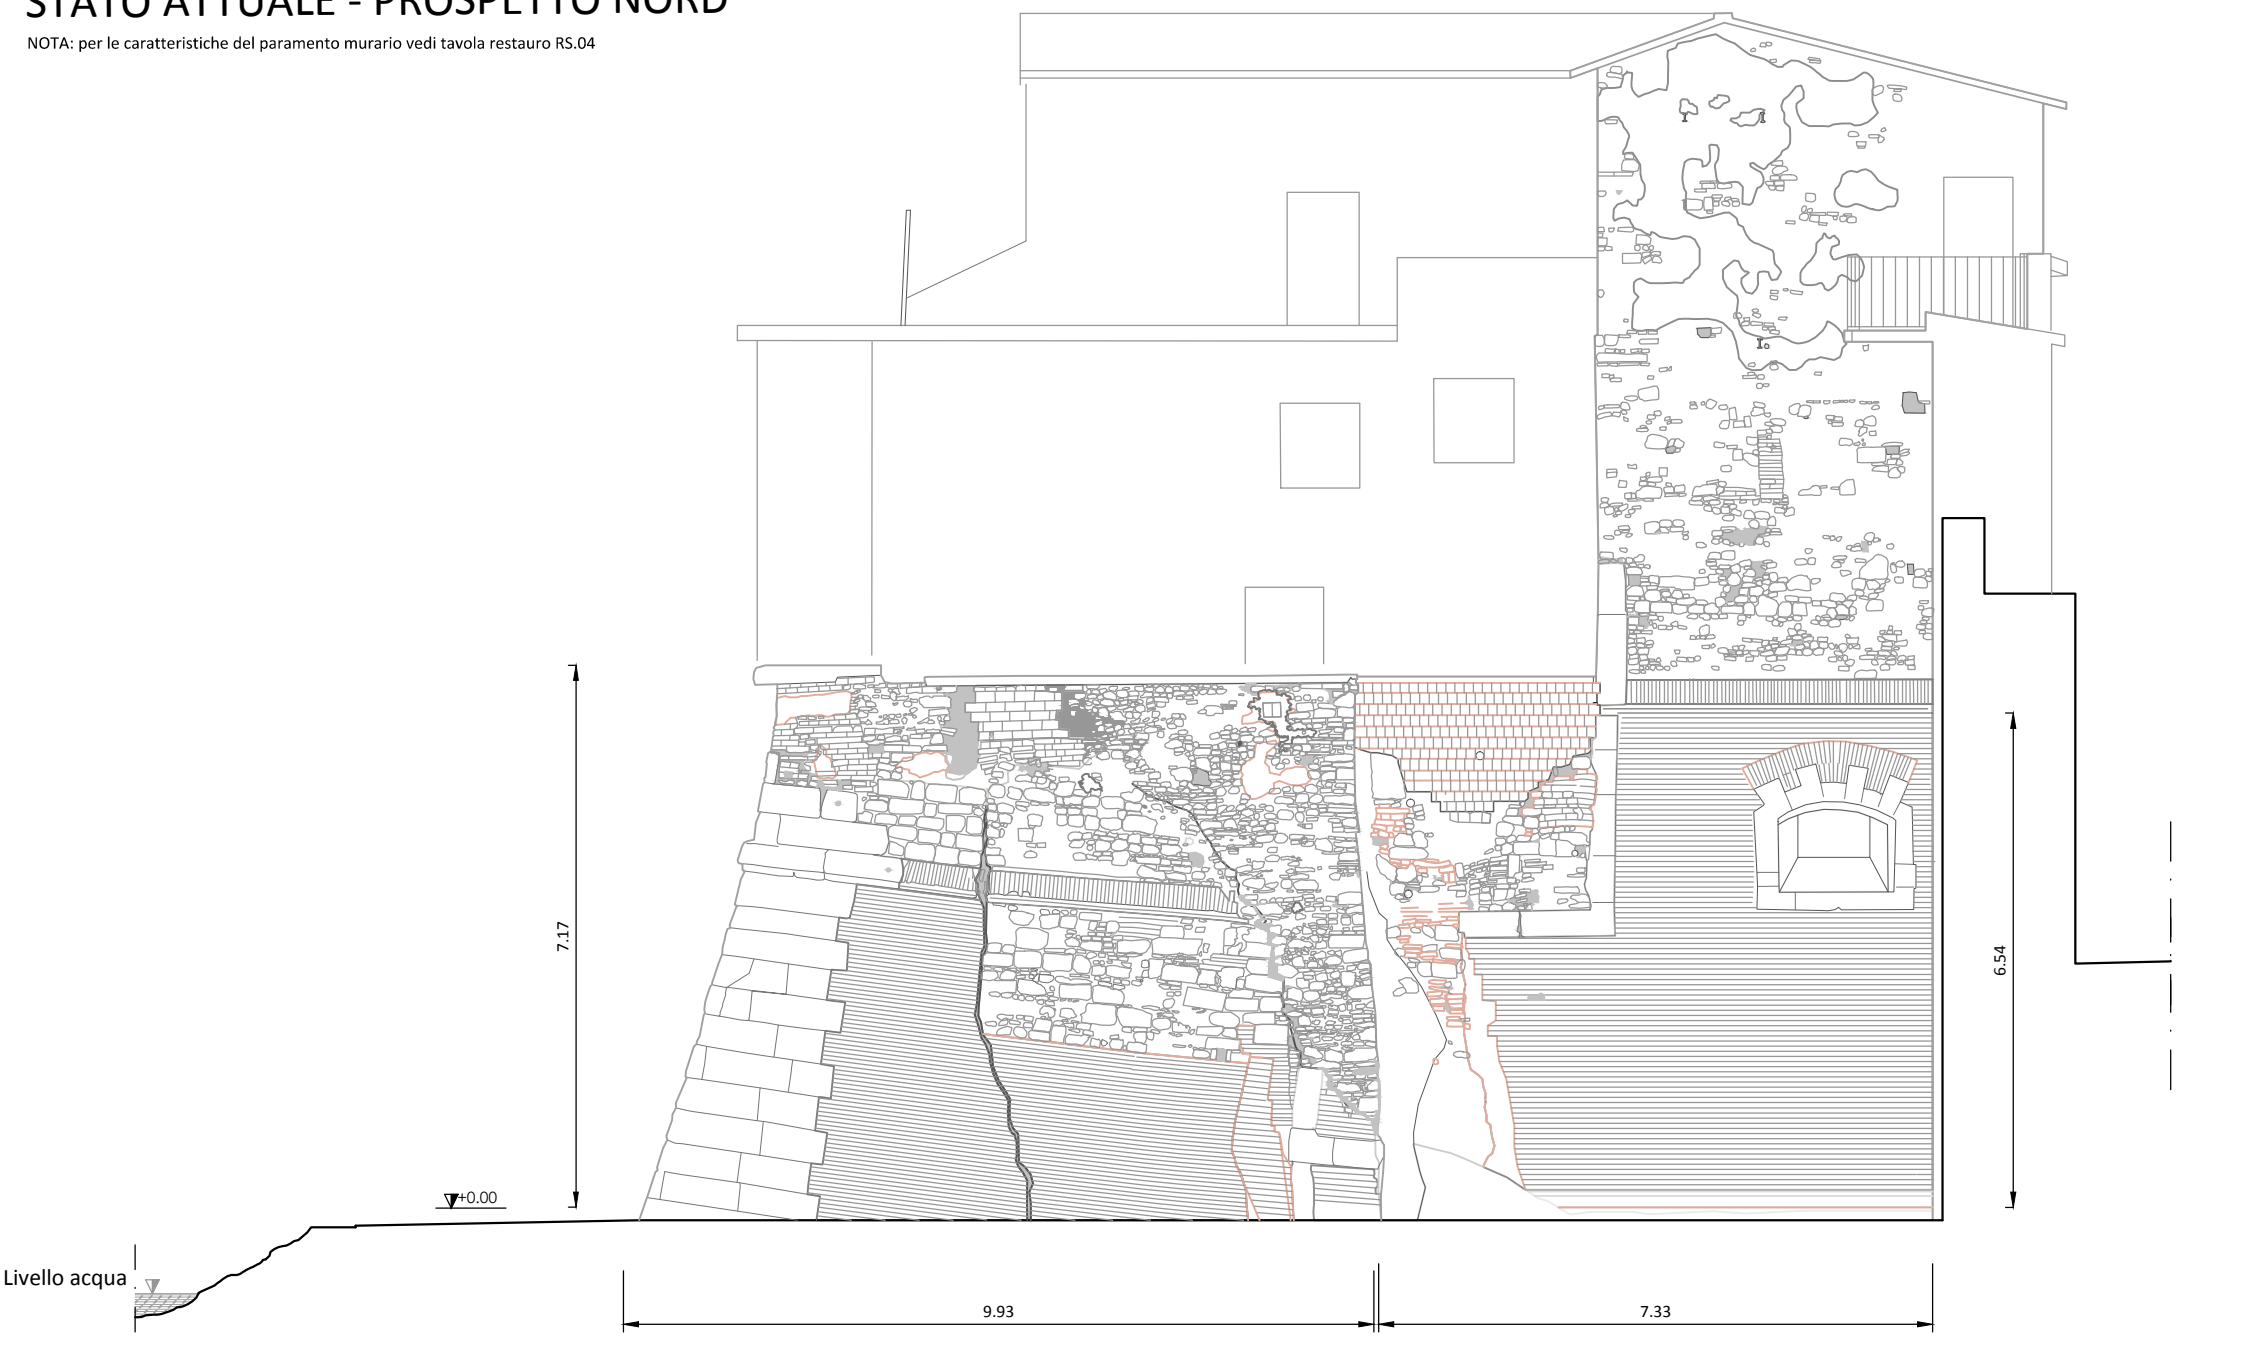 STATO ATTUALE - PROSPETTO NORD
NOTA: per le caratteristiche del paramento murario vedi tavola restauro RS.04
7.17
6.54
+0.00
Livello acqua
9.93
7.33